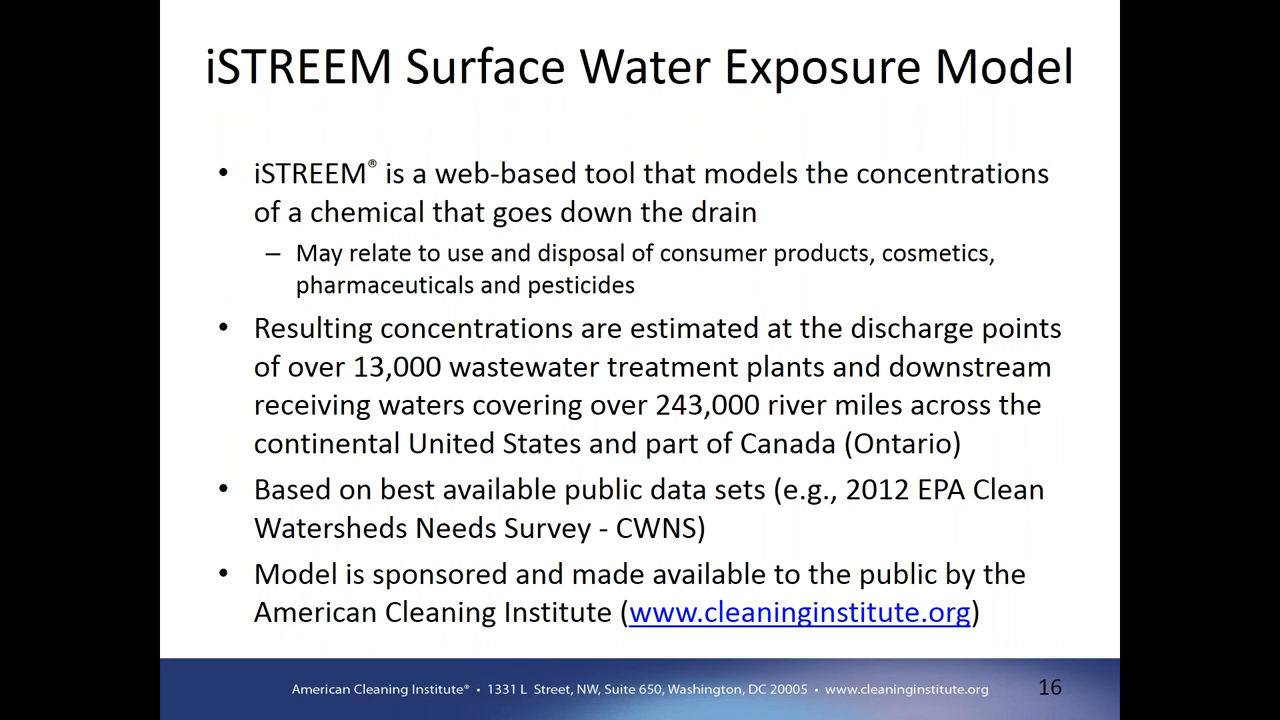 iSTREEM Surface Water Exposure Model
• iSTREEM® is a web-based tool that models the concentrations
of a chemical that goes down the drain
– May relate to use and disposal of consumer products, cosmetics,
pharmaceuticals and pesticides
• Resulting concentrations are estimated at the discharge points
of over 13,000 wastewater treatment plants and downstream
receiving waters covering over 243,000 river miles across the
continental United States and part of Canada (Ontario)
• Based on best available public data sets (e.g., 2012 EPA Clean
Watersheds Needs Survey - CWNS)
• Model is sponsored and made available to the public by the
American Cleaning Institute (www.cleaninginstitute.org)
American Cleaning Institute® • 1331 L Street, NW, Suite 650, Washington, DC 20005 • www.cleaninginstitute.org 16